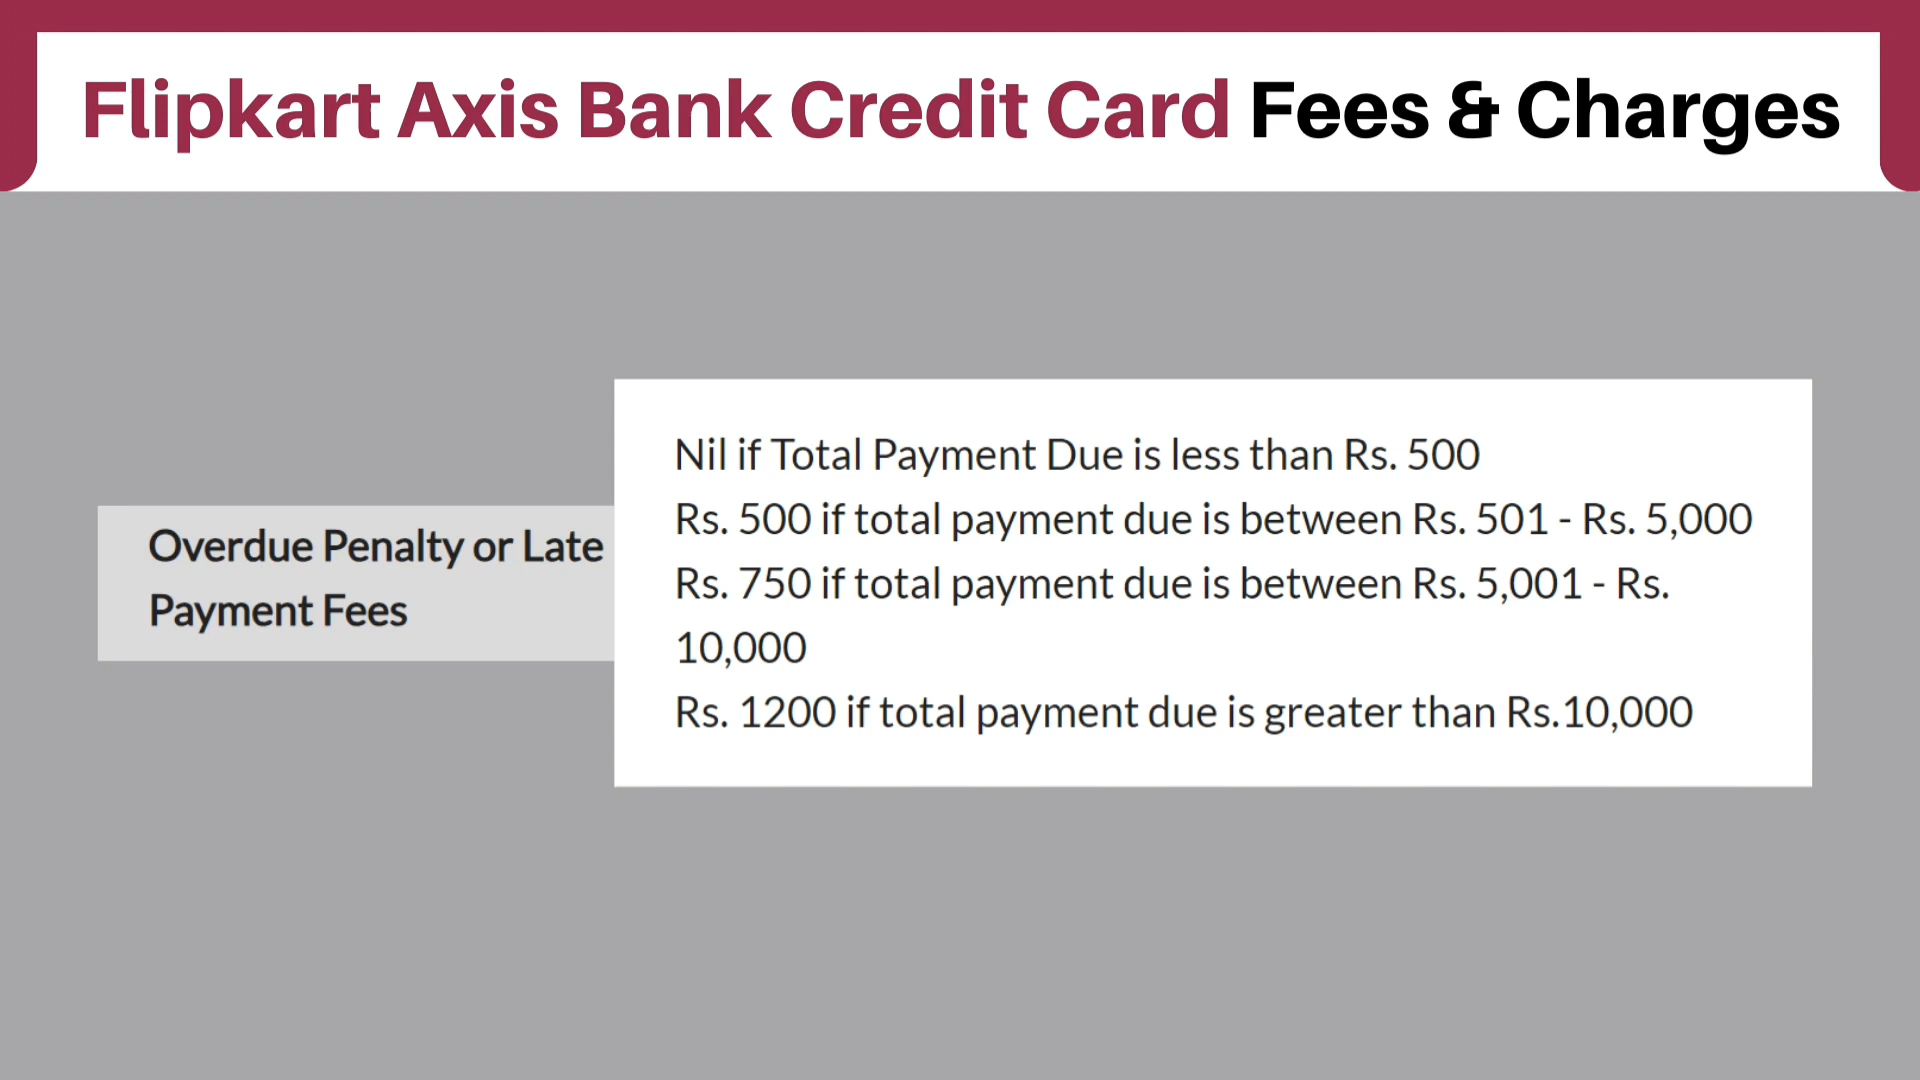 Flipkart Axis Bank Credit Card Fees & Charges
Overdue Penalty or Late
Payment Fees
Nil if Total Payment Due is less than Rs. 500
Rs. 500 if total payment due is between Rs. 501 - Rs. 5,000
Rs. 750 if total payment due is between Rs. 5,001 - Rs.
10,000
Rs. 1200 if total payment due is greater than Rs.10,000